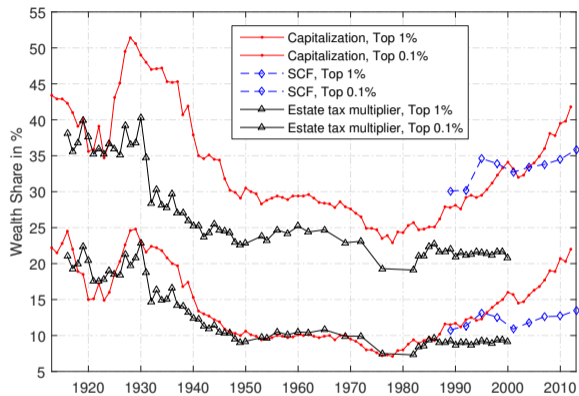 55
50
45
40
35
30
25
20
15
10
5
Wealth Share in %
Capitalization, Top 1%
Capitalization, Top 0.1%
SCF, Top 1%
SCF, Top 0.1%
Estate tax multiplier, Top 1%
Estate tax multiplier, Top 0.1%
1920 1930 1940 1950 1960 1970 1980 1990 2000 2010